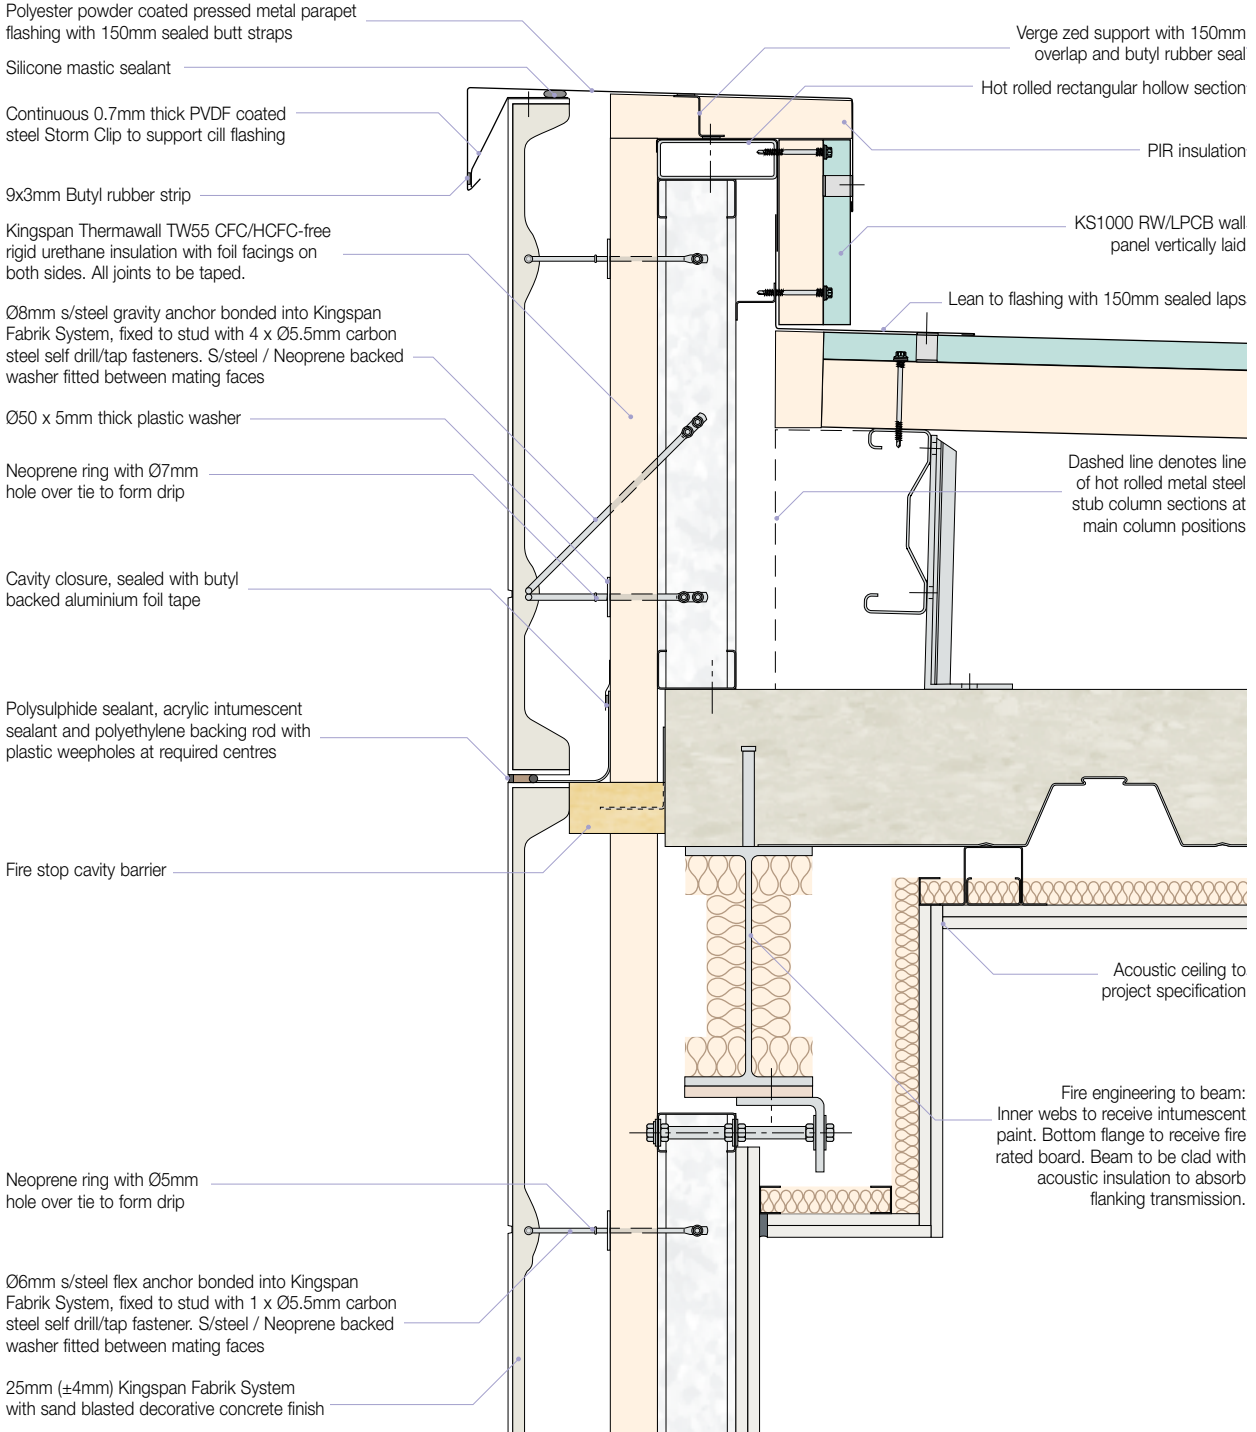 Polyester powder coated pressed metal parapet
flashing with 150mm sealed butt straps
Silicone mastic sealant
Continuous 0.7mm thick PVDF coated
steel Storm Clip to support cill flashing
9x3mm Butyl rubber strip
Kingspan Thermawall TW55 CFC/HCFC-free
rigid urethane insulation with foil facings on
both sides. All joints to be taped.
Ø8mm s/steel gravity anchor bonded into Kingspan
Fabrik System, fixed to stud with 4 x Ø5.5mm carbon
steel self drill/tap fasteners. S/steel / Neoprene backed
washer fitted between mating faces
Ø50 x 5mm thick plastic washer
Neoprene ring with Ø7mm
hole over tie to form drip
Cavity closure, sealed with butyl
backed aluminium foil tape
Polysulphide sealant, acrylic intumescent
sealant and polyethylene backing rod with
plastic weepholes at required centres
Fire stop cavity barrier
Neoprene ring with Ø5mm
hole over tie to form drip
Ø6mm s/steel flex anchor bonded into Kingspan
Fabrik System, fixed to stud with 1 x Ø5.5mm carbon
steel self drill/tap fastener. S/steel / Neoprene backed
washer fitted between mating faces
25mm (±4mm) Kingspan Fabrik System
with sand blasted decorative concrete finish
Verge zed support with 150mm
overlap and butyl rubber seal
Hot rolled rectangular hollow section
PIR insulation
KS1000 RW/LPCB wall
panel vertically laid
Lean to flashing with 150mm sealed laps
Dashed line denotes line
of hot rolled metal steel
stub column sections at
main column positions
Acoustic ceiling to
project specification
Fire engineering to beam:
Inner webs to receive intumescent
paint. Bottom flange to receive fire
rated board. Beam to be clad with
acoustic insulation to absorb
flanking transmission.